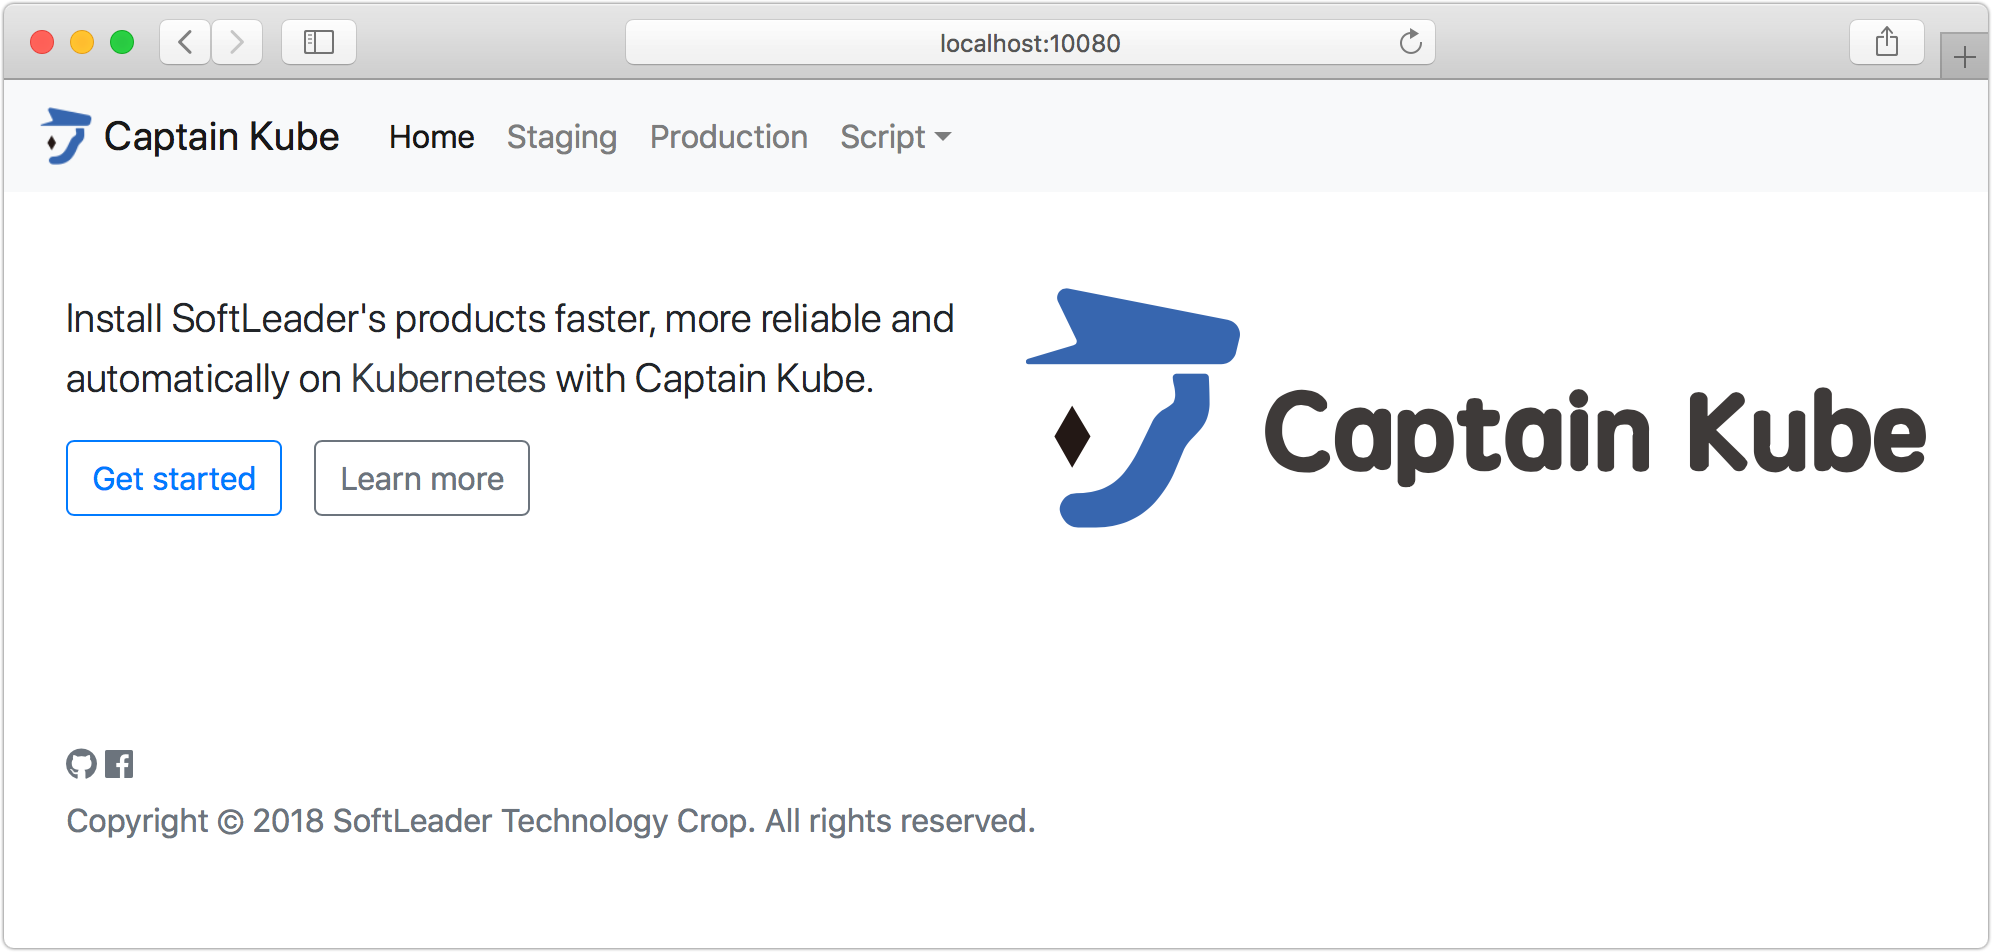 localhost:10080
Captain Kube Home Staging Production Script
Install SoftLeader's products faster, more reliable and
automatically on Kubernetes with Captain Kube.
Get started Learn more
Captain Kube
Copyright © 2018 SoftLeader Technology Crop. All rights reserved.